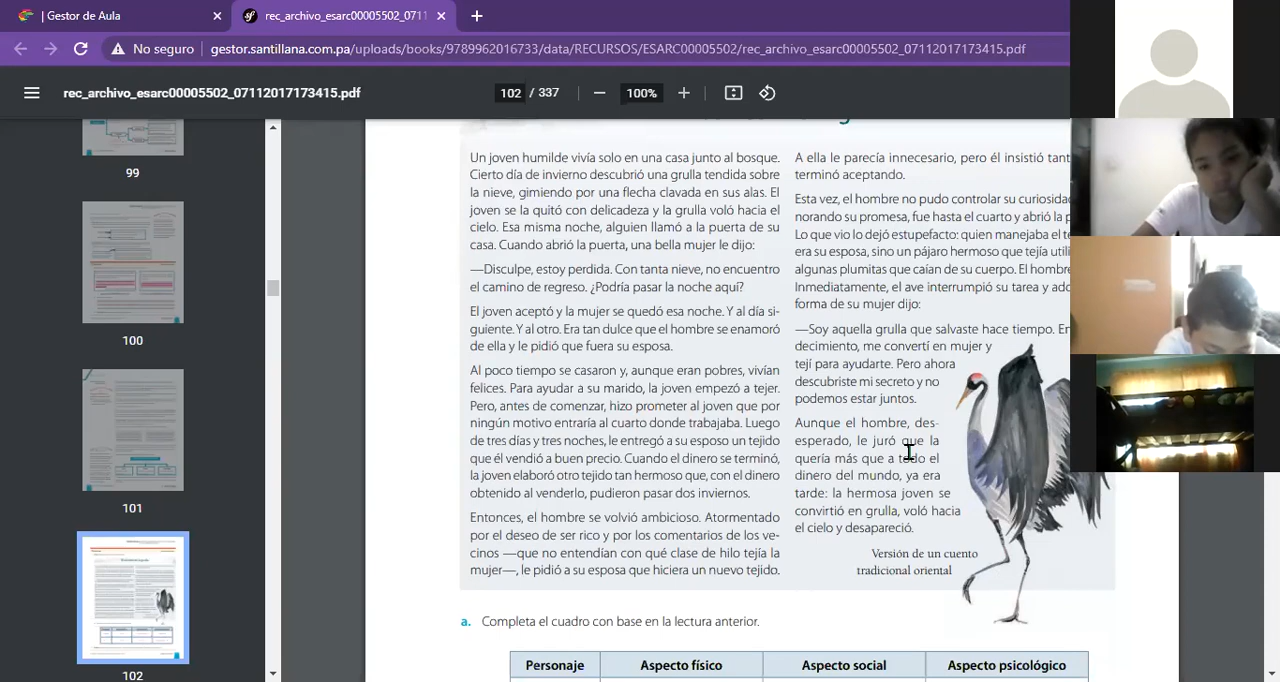 | Gestor de Aula
rec_archivo_esarc00005502_0711
No seguro
gestor.santillana.com.pa/uploads/books/9789962016733/data/RECURSOS/ESARC00005502/rec_archivo_esarc00005502_07112017173415.pdf
rec_archivo_esarc00005502_07112017173415.pdf
102 / 337
100%
99
100
101
102
Un joven humilde vivía solo en una casa junto al bosque.
Cierto día de invierno descubrió una grulla tendida sobre
la nieve, gimiendo por una flecha clavada en sus alas. El
joven se la quitó con delicadeza y la grulla voló hacia el
cielo. Esa misma noche, alguien llamó a la puerta de su
casa. Cuando abrió la puerta, una bella mujer le dijo:
—Disculpe, estoy perdida. Con tanta nieve, no encuentro
el camino de regreso. ¿Podría pasar la noche aquí?
El joven aceptó y la mujer se quedó esa noche. Y al día si-
guiente. Y al otro. Era tan dulce que el hombre se enamoró
de ella y le pidió que fuera su esposa.
Al poco tiempo se casaron y, aunque eran pobres, vivían
felices. Para ayudar a su marido, la joven empezó a tejer.
Pero, antes de comenzar, hizo prometer al joven que por
ningún motivo entraría al cuarto donde trabajaba. Luego
de tres días y tres noches, le entregó a su esposo un tejido
que él vendió a buen precio. Cuando el dinero se terminó,
la joven elaboró otro tejido tan hermoso que, con el dinero
obtenido al venderlo, pudieron pasar dos inviernos.
Entonces, el hombre se volvió ambicioso. Atormentado
por el deseo de ser rico y por los comentarios de los ve-
cinos —que no entendían con qué clase de hilo tejía la
mujer—, le pidió a su esposa que hiciera un nuevo tejido.
A ella le parecía innecesario, pero él insistió tant
terminó aceptando.
Esta vez, el hombre no pudo controlar su curiosidad
norando su promesa, fue hasta el cuarto y abrió la p
Lo que vio lo dejó estupefacto: quien manejaba el te
era su esposa, sino un pájaro hermoso que tejía utili
algunas plumitas que caían de su cuerpo. El hombre
Inmediatamente, el ave interrumpió su tarea y ado
forma de su mujer dijo:
—Soy aquella grulla que salvaste hace tiempo. En
decimiento, me convertí en mujer y
tejí para ayudarte. Pero ahora
descubriste mi secreto y no
podemos estar juntos.
Aunque el hombre, des-
esperado, le juró que la
quería más que a todo el
dinero del mundo, ya era
tarde: la hermosa joven se
convirtió en grulla, voló hacia
el cielo y desapareció.
Versión de un cuento
tradicional oriental
a. Completa el cuadro con base en la lectura anterior.
Personaje Aspecto físico Aspecto social Aspecto psicológico